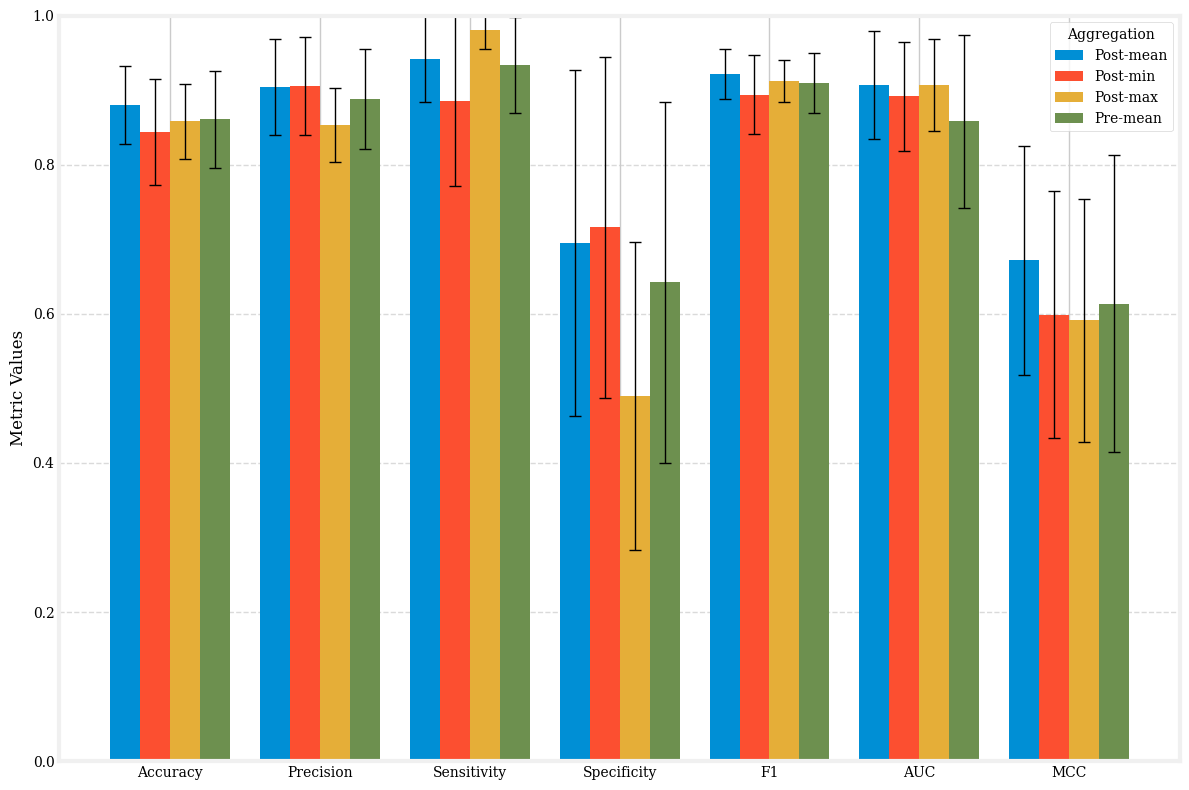 1.0
0.8
0.6
0.4
0.2
0.0
Metric Values
Aggregation
Post-mean
Post-min
Post-max
Pre-mean
Accuracy
Precision
Sensitivity
Specificity
F1
AUC
MCC